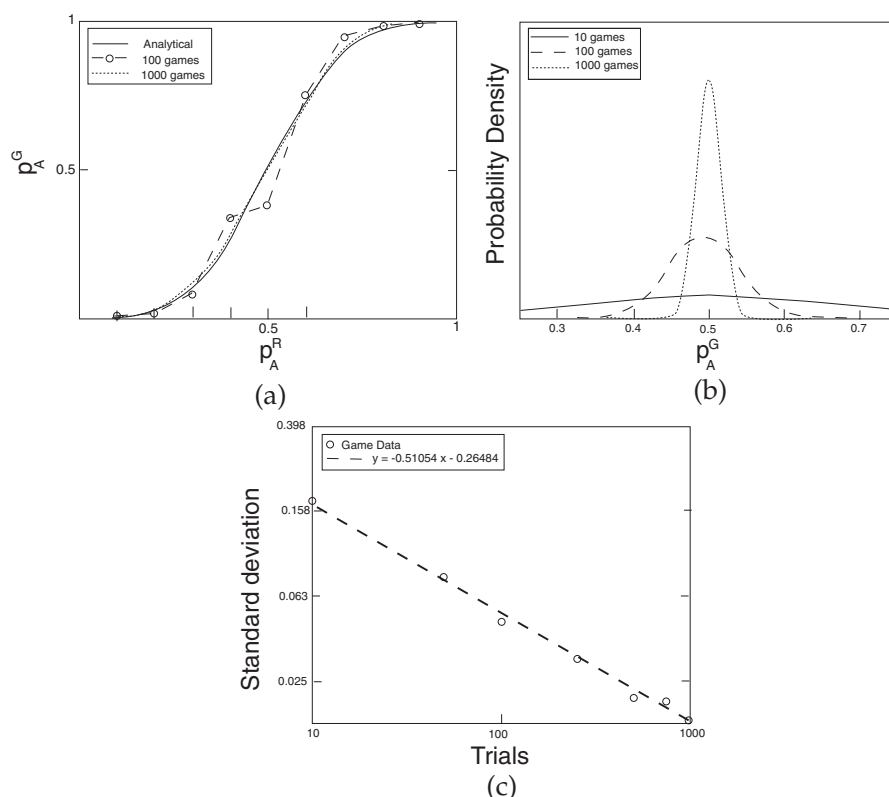 1
Analytical
100 games
1000 games
0.5
p_A^G
0.5
1
p_A^R
(a)
10 games
100 games
1000 games
Probability Density
0.3
0.4
0.5
0.6
0.7
p_A^G
(b)
0.398
Game Data
y = -0.51054 x - 0.26484
0.158
0.063
0.025
Standard deviation
10
100
1000
Trials
(c)